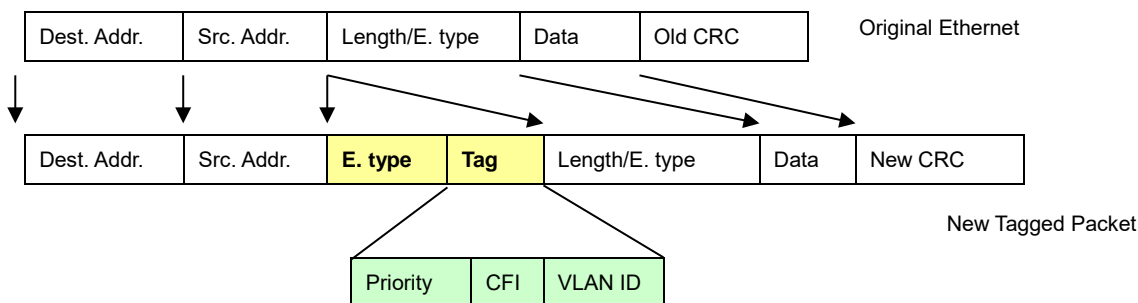 Dest. Addr. Src. Addr. Length/E. type Data Old CRC Original Ethernet
Dest. Addr. Src. Addr. E. type Tag Length/E. type Data New CRC
New Tagged Packet
Priority CFI VLAN ID